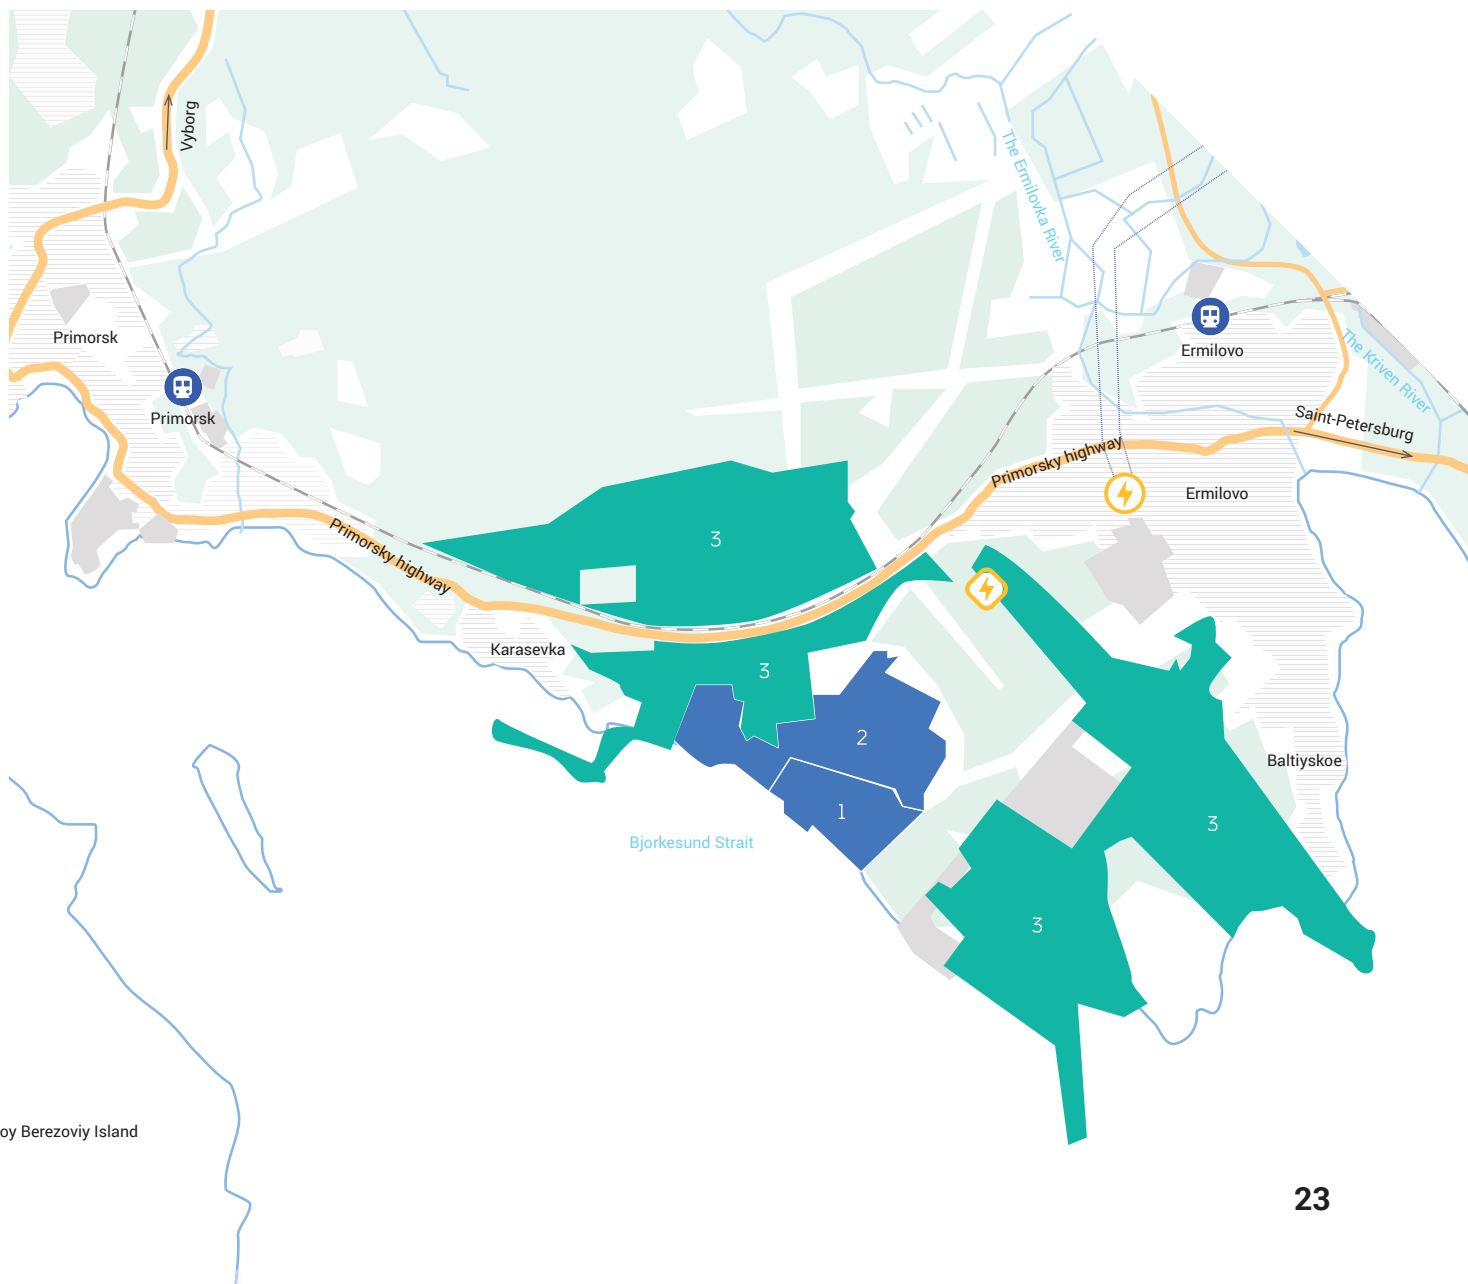 Vyborg
The Ermilovka River
Primorsk
Ermilovo
The Kriven River
Primorsk
Saint-Petersburg
Primorsky highway
Ermilovo
Primorsky highway
3
Karasevka
3
2
Baltiyskoe
1
3
Bjorkesund Strait
3
oy Berezoviy Island
23